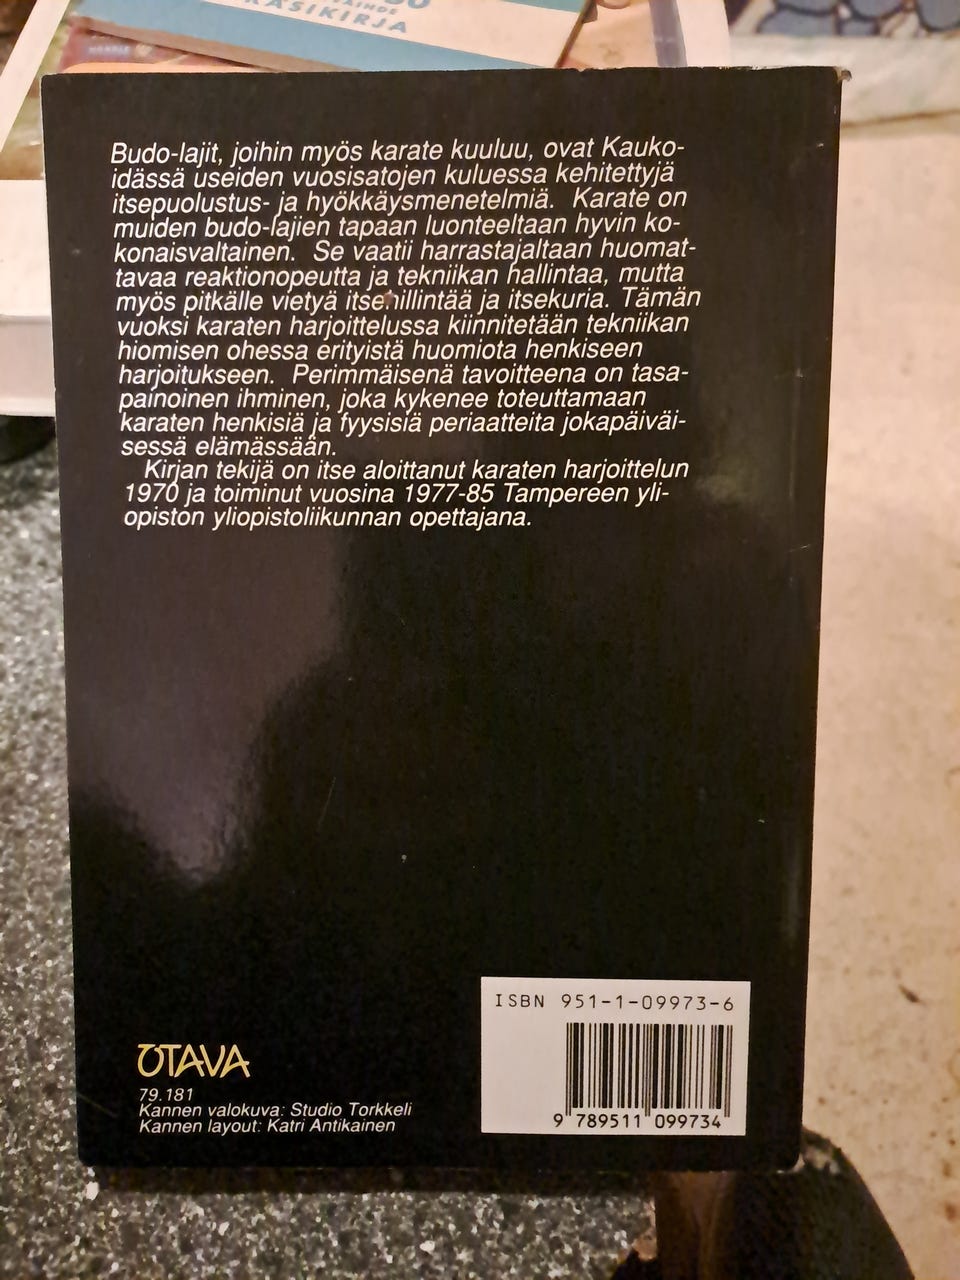 KÄSIKIRJA
Budo-lajit, joihin myös karate kuuluu, ovat Kauko-
idässä useiden vuosisatojen kuluessa kehitettyjä
itsepuolustus- ja hyökkäysmenetelmiä. Karate on
muiden budo-lajien tapaan luonteeltaan hyvin ko-
konaisvaltainen. Se vaatii harrastajaltaan huomat-
tavaa reaktionopeutta ja tekniikan hallintaa, mutta
myös pitkälle vietyä itsehillintää ja itsekuria. Tämän
vuoksi karaten harjoittelussa kiinnitetään tekniikan
hiomisen ohessa erityistä huomiota henkiseen
harjoitukseen. Perimmäisenä tavoitteena on tasa-
painoinen ihminen, joka kykenee toteuttamaan
karaten henkisiä ja fyysisiä periaatteita jokapäiväi-
sessä elämässään.
Kirjan tekijä on itse aloittanut karaten harjoittelun
1970 ja toiminut vuosina 1977-85 Tampereen yli-
opiston yliopistoliikunnan opettajana.
ISBN 951-1-09973-6
9 789511 099734
OTAVA
79.181
Kannen valokuva: Studio Torkkeli
Kannen layout: Katri Antikainen